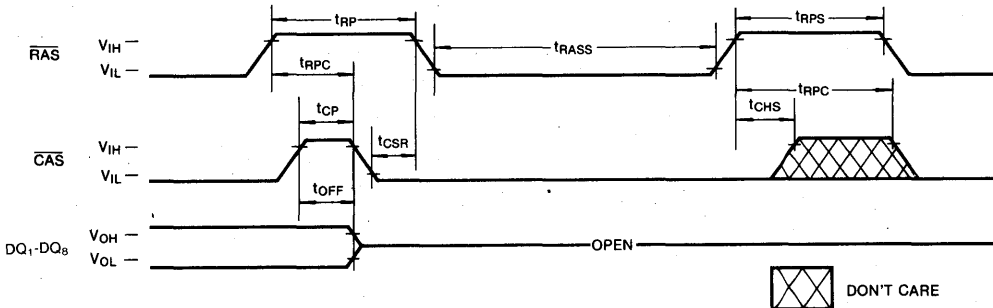 tRP
tRPS
RAS
VIH
VIL
tRASS
tRPC
tRPC
tCP
tCHS
tCSR
CAS
VIH
VIL
tOFF
DQ1-DQ8
VOH
VOL
OPEN
DON'T CARE